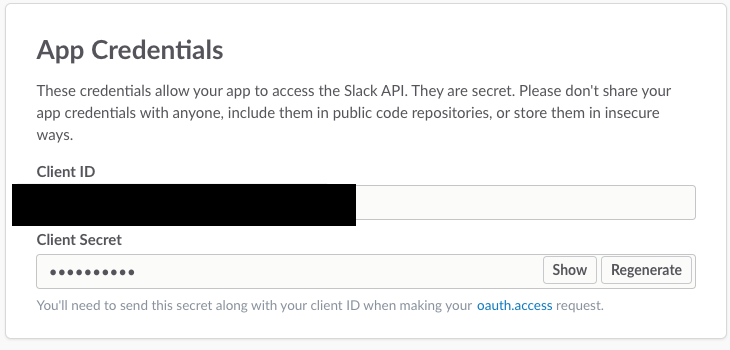 App Credentials
These credentials allow your app to access the Slack API. They are secret. Please don't share your
app credentials with anyone, include them in public code repositories, or store them in insecure
ways.
Client ID
Client Secret
•••••••••• Show Regenerate
You'll need to send this secret along with your client ID when making your oauth.access request.